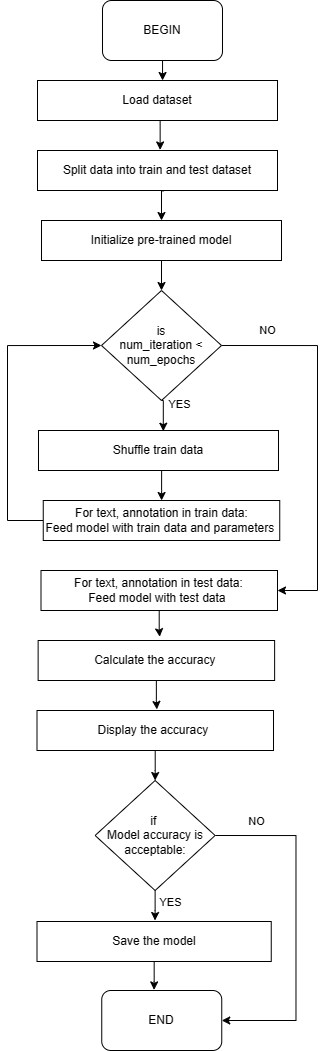 BEGIN
Load dataset
Split data into train and test dataset
Initialize pre-trained model
is
num_iteration <
num_epochs
NO
YES
Shuffle train data
For text, annotation in train data:
Feed model with train data and parameters
For text, annotation in test data:
Feed model with test data
Calculate the accuracy
Display the accuracy
if
Model accuracy is
acceptable:
NO
YES
Save the model
END